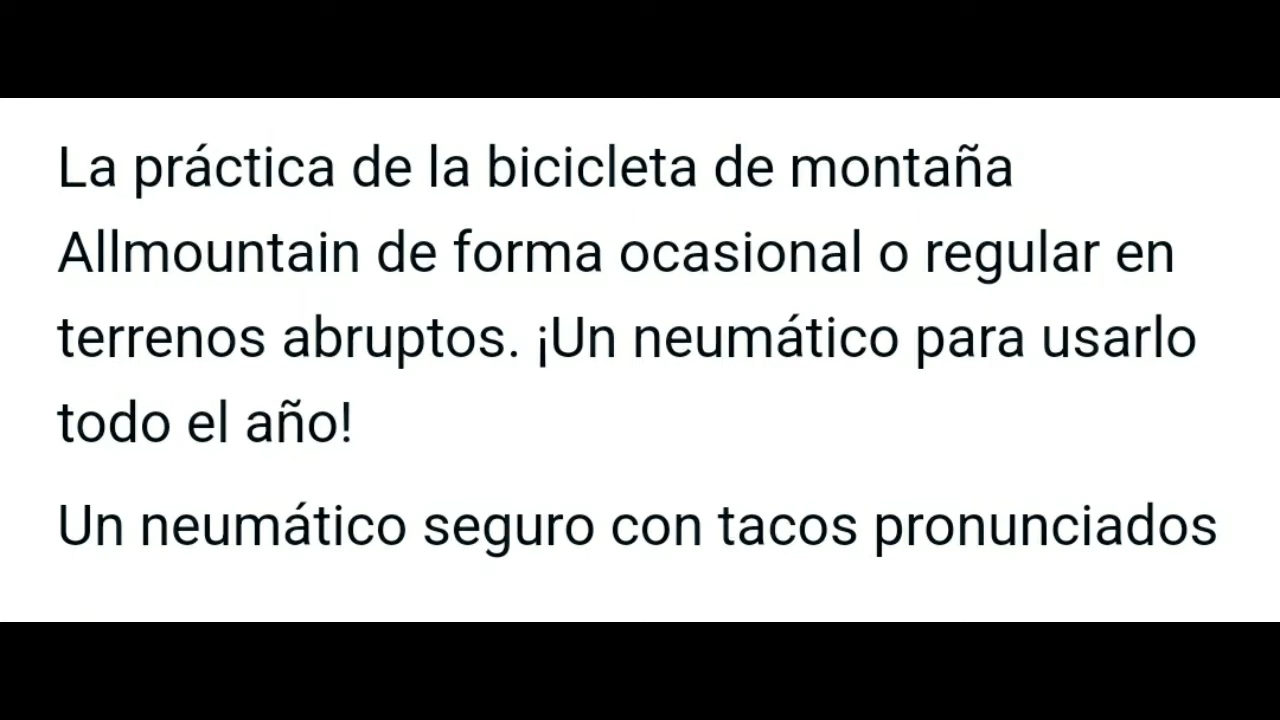 La práctica de la bicicleta de montaña
Allmountain de forma ocasional o regular en
terrenos abruptos. ¡Un neumático para usarlo
todo el año!
Un neumático seguro con tacos pronunciados